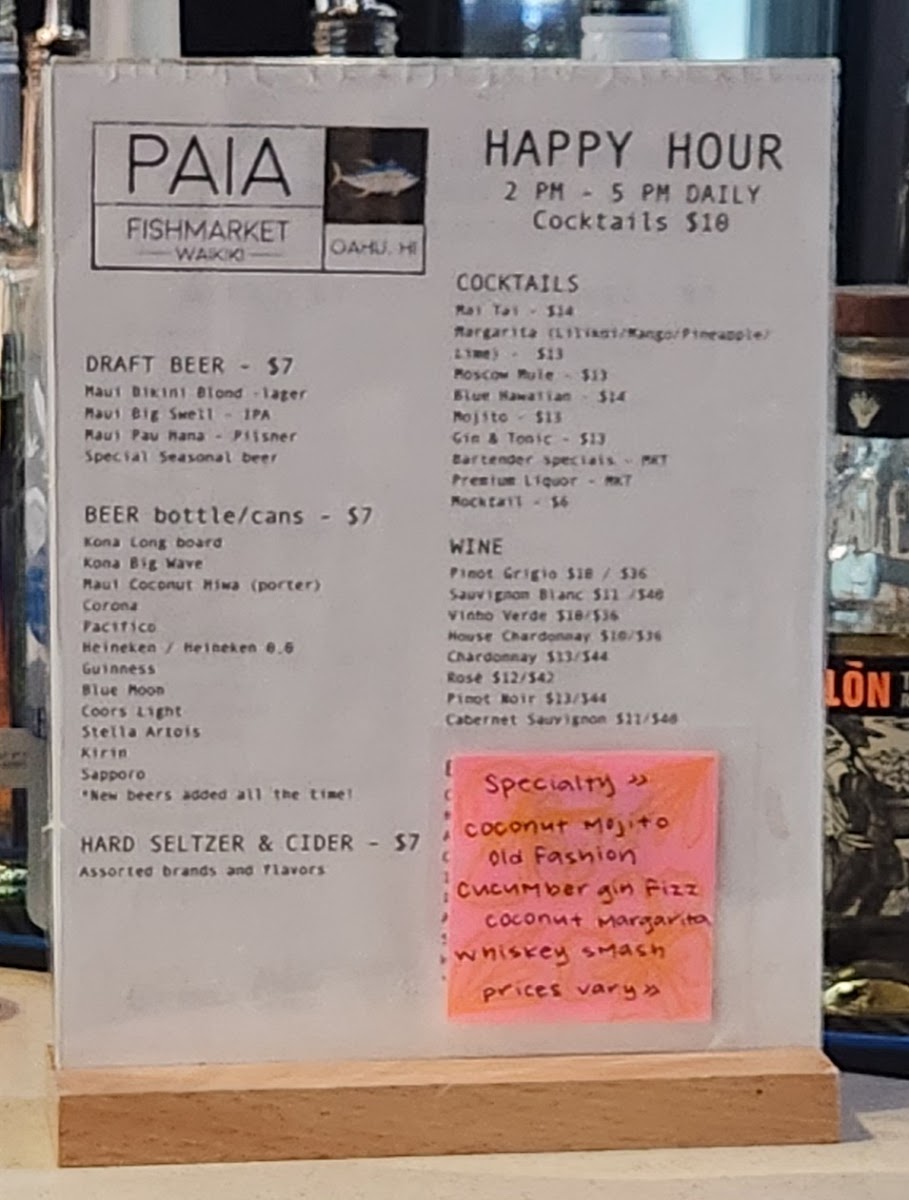 PAIA
FISHMARKET
WAIKIKI
OAHU, HI
HAPPY HOUR
2 PM - 5 PM DAILY
Cocktails $10
DRAFT BEER - $7
Maui Bikini Blond -lager
Maui Big Swell - IPA
Maui Pau Hana - Pilsner
Special Seasonal beer
BEER bottle/cans - $7
Kona Long board
Kona Big Wave
Maui Coconut Hiwa (porter)
Corona
Pacifico
Heineken / Heineken 0.0
Guinness
Blue Moon
Coors Light
Stella Artois
Kirin
Sapporo
*New beers added all the time!
HARD SELTZER & CIDER - $7
Assorted brands and flavors
COCKTAILS
Mai Tai - $14
Margarita (Lilikoi/Mango/Pineapple/
Lime) - $13
Moscow Mule - $13
Blue Hawaiian - $14
Mojito - $13
Gin & Tonic - $13
Bartender specials - MKT
Premium Liquor - MKT
Mocktail - $6
WINE
Pinot Grigio $10 / $36
Sauvignon Blanc $11 /$40
Vinho Verde $10/$36
House Chardonnay $10/$36
Chardonnay $13/$44
Rose $12/$42
Pinot Noir $13/$44
Cabernet Sauvignon $11/$40
Specialty »
coconut Mojito
Old Fashion
Cucumber gin Fizz
coconut Margarita
whiskey smash
prices vary »
LÓN